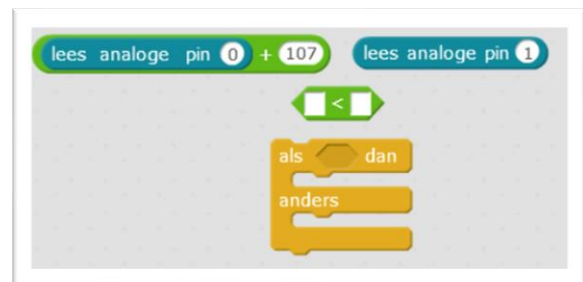 lees analoge pin 0 + 107 lees analoge pin 1
<
als dan
anders